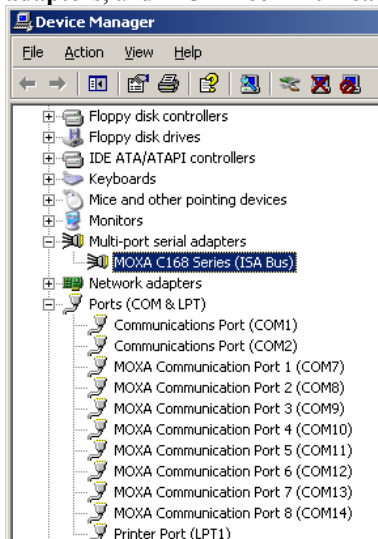 Device Manager
File Action View Help
Floppy disk controllers
Floppy disk drives
IDE ATA/ATAPI controllers
Keyboards
Mice and other pointing devices
Monitors
Multi-port serial adapters
MOXA C168 Series (ISA Bus)
Network adapters
Ports (COM & LPT)
Communications Port (COM1)
Communications Port (COM2)
MOXA Communication Port 1 (COM7)
MOXA Communication Port 2 (COM8)
MOXA Communication Port 3 (COM9)
MOXA Communication Port 4 (COM10)
MOXA Communication Port 5 (COM11)
MOXA Communication Port 6 (COM12)
MOXA Communication Port 7 (COM13)
MOXA Communication Port 8 (COM14)
Printer Port (LPT1)